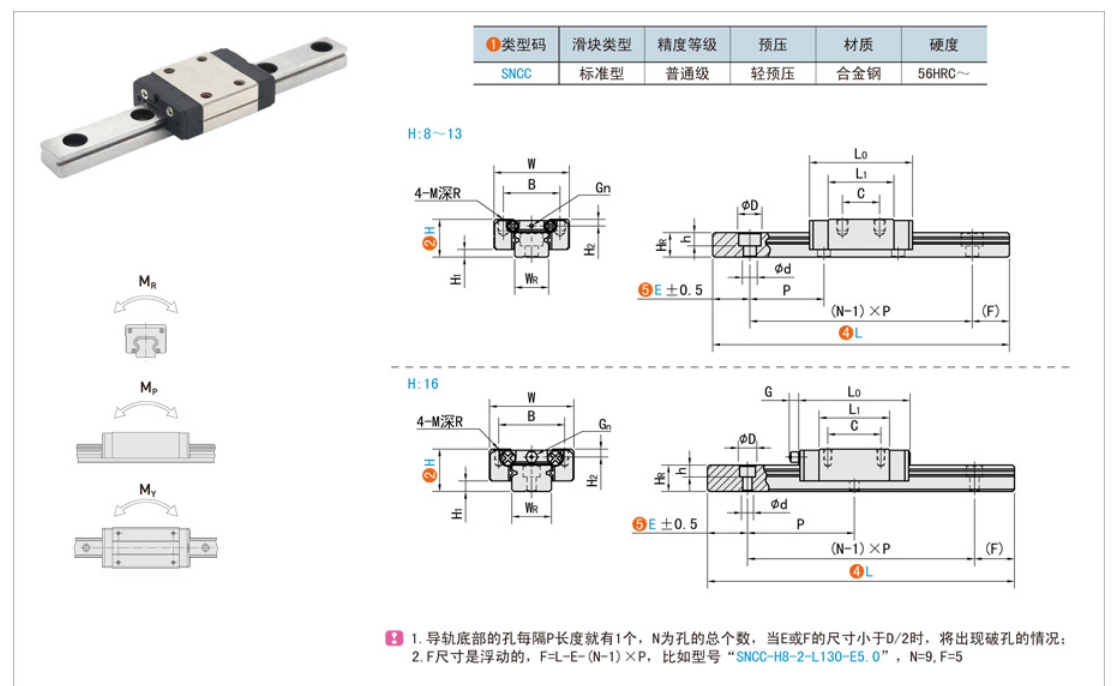 ❶类型码 滑块类型 精度等级 预压 材质 硬度
SNCC 标准型 普通级 轻预压 合金钢 56HRC～
H:8～13
W
B
4-M深R
Gn
❷H
H2
H1
WR
L0
L1
C
φD
h
HR
φd
❺E±0.5
P
(N-1)×P
(F)
❹L
MR
MP
MY
H:16
W
B
4-M深R
Gn
❷H
H2
H1
WR
G
L0
L1
C
φD
h
HR
φd
❺E±0.5
P
(N-1)×P
(F)
❹L
1.导轨底部的孔每隔P长度就有1个，N为孔的总个数，当E或F的尺寸小于D/2时，将出现破孔的情况；
2.F尺寸是浮动的，F=L-E-(N-1)×P，比如型号“SNCC-H8-2-L130-E5.0”，N=9,F=5